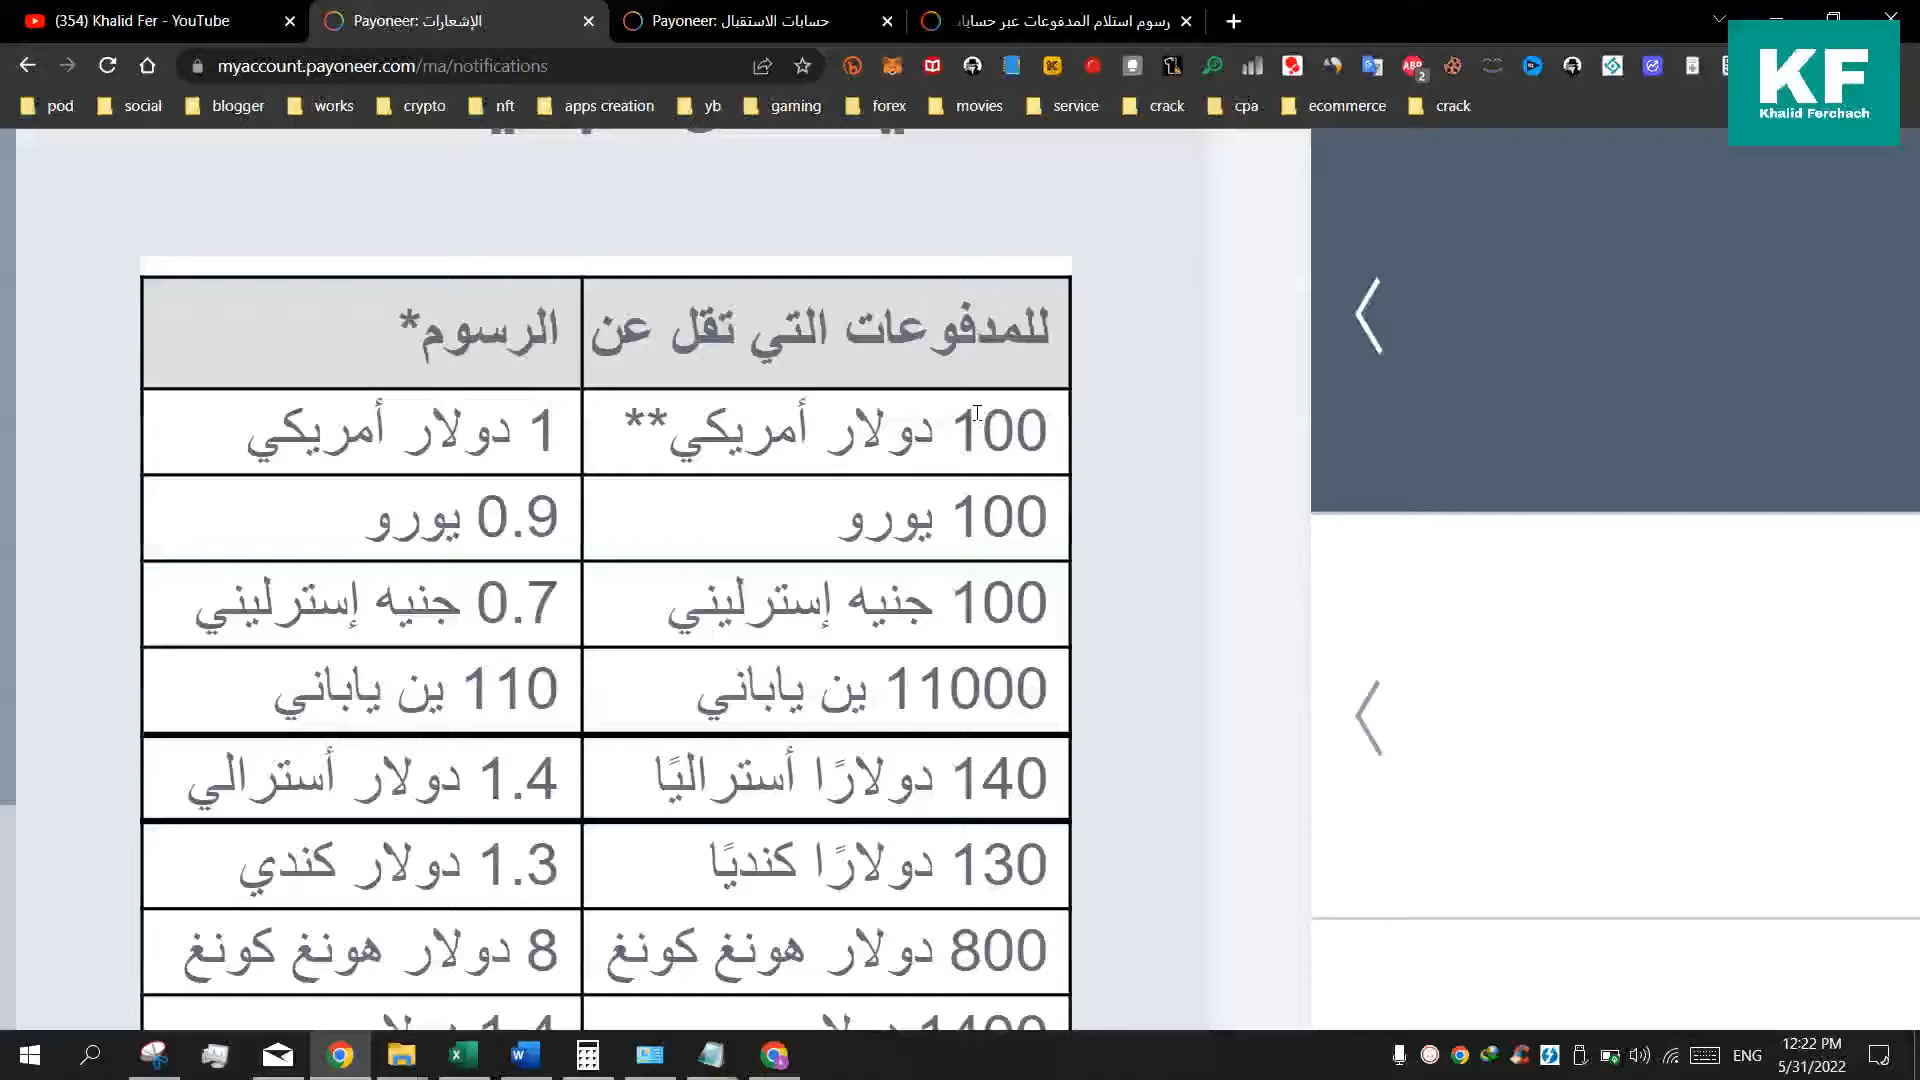 (354) Khalid Fer - YouTube
Payoneer: الإشعارات
Payoneer: حسابات الاستقبال
رسوم استلام المدفوعات عبر حسابات
myaccount.payoneer.com/ma/notifications
pod social blogger works crypto nft apps creation yb gaming forex movies service crack cpa ecommerce crack
KF
Khalid Ferchach
للمدفوعات التي تقل عن الرسوم*
100 دولار أمريكي** 1 دولار أمريكي
100 يورو 0.9 يورو
100 جنيه إسترليني 0.7 جنيه إسترليني
11000 ين ياباني 110 ين ياباني
140 دولارًا أستراليًا 1.4 دولار أسترالي
130 دولارًا كنديًا 1.3 دولار كندي
800 دولار هونغ كونغ 8 دولار هونغ كونغ
ENG
12:22 PM
5/31/2022